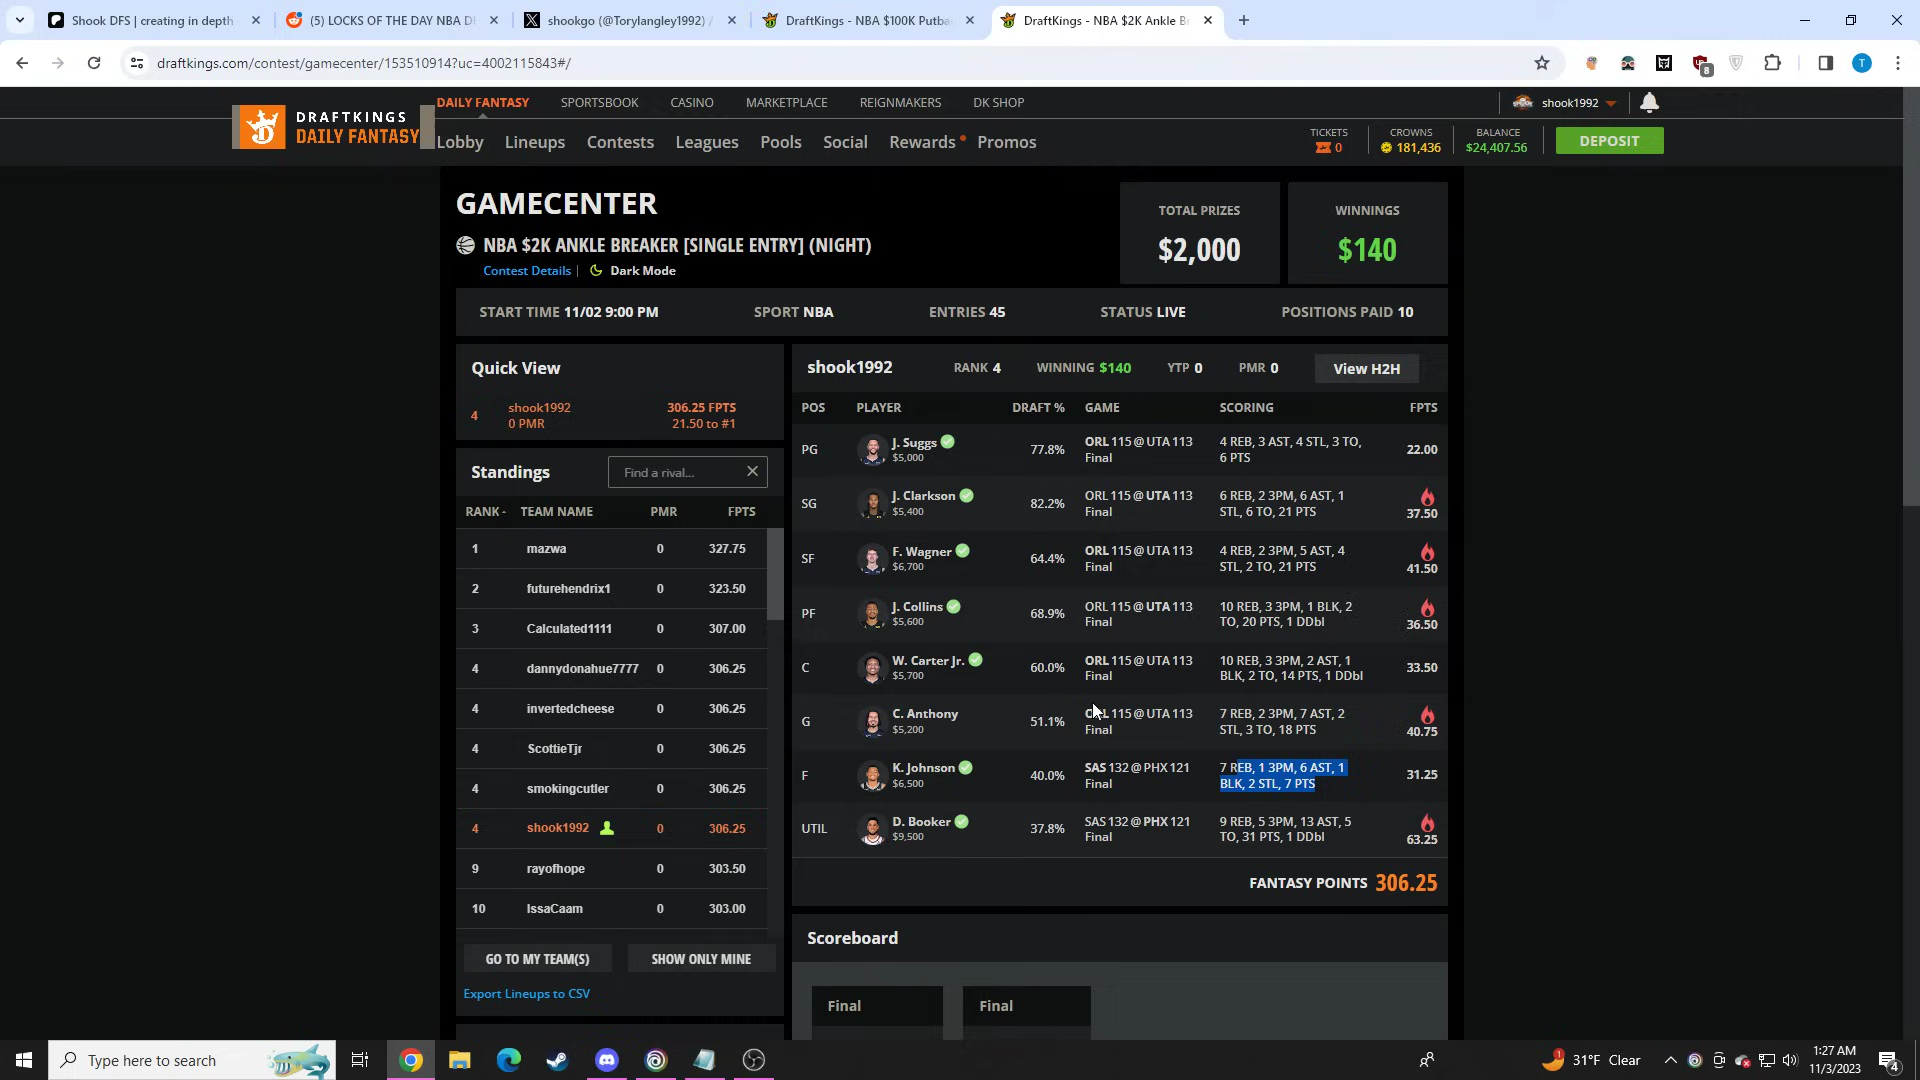 Shook DFS | creating in depth
(5) LOCKS OF THE DAY NBA D
shookgo (@Torylangley1992) /
DraftKings - NBA $100K Putba
DraftKings - NBA $2K Ankle Br
draftkings.com/contest/gamecenter/153510914?uc=4002115843#/
8
T
DAILY FANTASY
SPORTSBOOK
CASINO
MARKETPLACE
REIGNMAKERS
DK SHOP
shook1992
DRAFTKINGS
DAILY FANTASY
Lobby
Lineups
Contests
Leagues
Pools
Social
Rewards
Promos
TICKETS
0
CROWNS
181,436
BALANCE
$24,407.56
DEPOSIT
GAMECENTER
NBA $2K ANKLE BREAKER [SINGLE ENTRY] (NIGHT)
Contest Details |
Dark Mode
TOTAL PRIZES
$2,000
WINNINGS
$140
START TIME 11/02 9:00 PM
SPORT NBA
ENTRIES 45
STATUS LIVE
POSITIONS PAID 10
Quick View
4
shook1992
0 PMR
306.25 FPTS
21.50 to #1
Standings
Find a rival...
RANK
TEAM NAME
PMR
FPTS
1 mazwa 0 327.75
2 futurehendrix1 0 323.50
3 Calculated1111 0 307.00
4 dannydonahue7777 0 306.25
4 invertedcheese 0 306.25
4 ScottieTjr 0 306.25
4 smokingcutler 0 306.25
4 shook1992 0 306.25
9 rayofhope 0 303.50
10 IssaCaam 0 303.00
GO TO MY TEAM(S)
SHOW ONLY MINE
Export Lineups to CSV
shook1992
RANK 4
WINNING $140
YTP 0
PMR 0
View H2H
POS
PLAYER
DRAFT %
GAME
SCORING
FPTS
PG
J. Suggs
$5,000
77.8%
ORL 115 @ UTA 113
Final
4 REB, 3 AST, 4 STL, 3 TO,
6 PTS
22.00
SG
J. Clarkson
$5,400
82.2%
ORL 115 @ UTA 113
Final
6 REB, 2 3PM, 6 AST, 1
STL, 6 TO, 21 PTS
37.50
SF
F. Wagner
$6,700
64.4%
ORL 115 @ UTA 113
Final
4 REB, 2 3PM, 5 AST, 4
STL, 2 TO, 21 PTS
41.50
PF
J. Collins
$5,600
68.9%
ORL 115 @ UTA 113
Final
10 REB, 3 3PM, 1 BLK, 2
TO, 20 PTS, 1 DDbl
36.50
C
W. Carter Jr.
$5,700
60.0%
ORL 115 @ UTA 113
Final
10 REB, 3 3PM, 2 AST, 1
BLK, 2 TO, 14 PTS, 1 DDbl
33.50
G
C. Anthony
$5,200
51.1%
ORL 115 @ UTA 113
Final
7 REB, 2 3PM, 7 AST, 2
STL, 3 TO, 18 PTS
40.75
F
K. Johnson
$6,500
40.0%
SAS 132 @ PHX 121
Final
7 REB, 1 3PM, 6 AST, 1
BLK, 2 STL, 7 PTS
31.25
UTIL
D. Booker
$9,500
37.8%
SAS 132 @ PHX 121
Final
9 REB, 5 3PM, 13 AST, 5
TO, 31 PTS, 1 DDbl
63.25
FANTASY POINTS 306.25
Scoreboard
Final
Final
Type here to search
1
31°F Clear
1:27 AM
11/3/2023
4